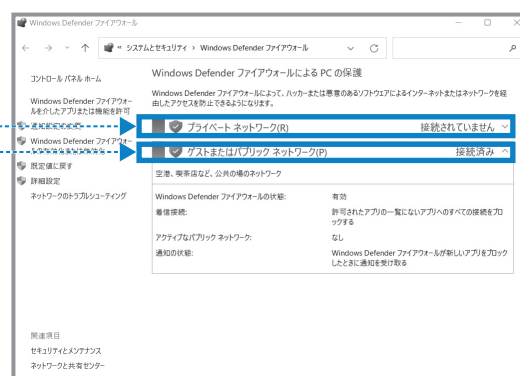 Windows Defender ファイアウォール
« システムとセキュリティ › Windows Defender ファイアウォール
コントロール パネル ホーム
Windows Defender ファイアウォー
ルを介したアプリまたは機能を許可
通知設定の変更
Windows Defender ファイアウォー
ルの有効化または無効化
既定値に戻す
詳細設定
ネットワークのトラブルシューティング
Windows Defender ファイアウォールによる PC の保護
Windows Defender ファイアウォールによって、ハッカーまたは悪意のあるソフトウェアによるインターネットまたはネットワークを経
由したアクセスを防止できるようになります。
プライベート ネットワーク(R) 接続されていません
ゲストまたはパブリック ネットワーク(P) 接続済み
空港、喫茶店など、公共の場のネットワーク
Windows Defender ファイアウォールの状態: 有効
着信接続: 許可されたアプリの一覧にないアプリへのすべての接続をブロ
ックする
アクティブなパブリック ネットワーク: なし
通知の状態: Windows Defender ファイアウォールが新しいアプリをブロック
したときに通知を受け取る
関連項目
セキュリティとメンテナンス
ネットワークと共有センター